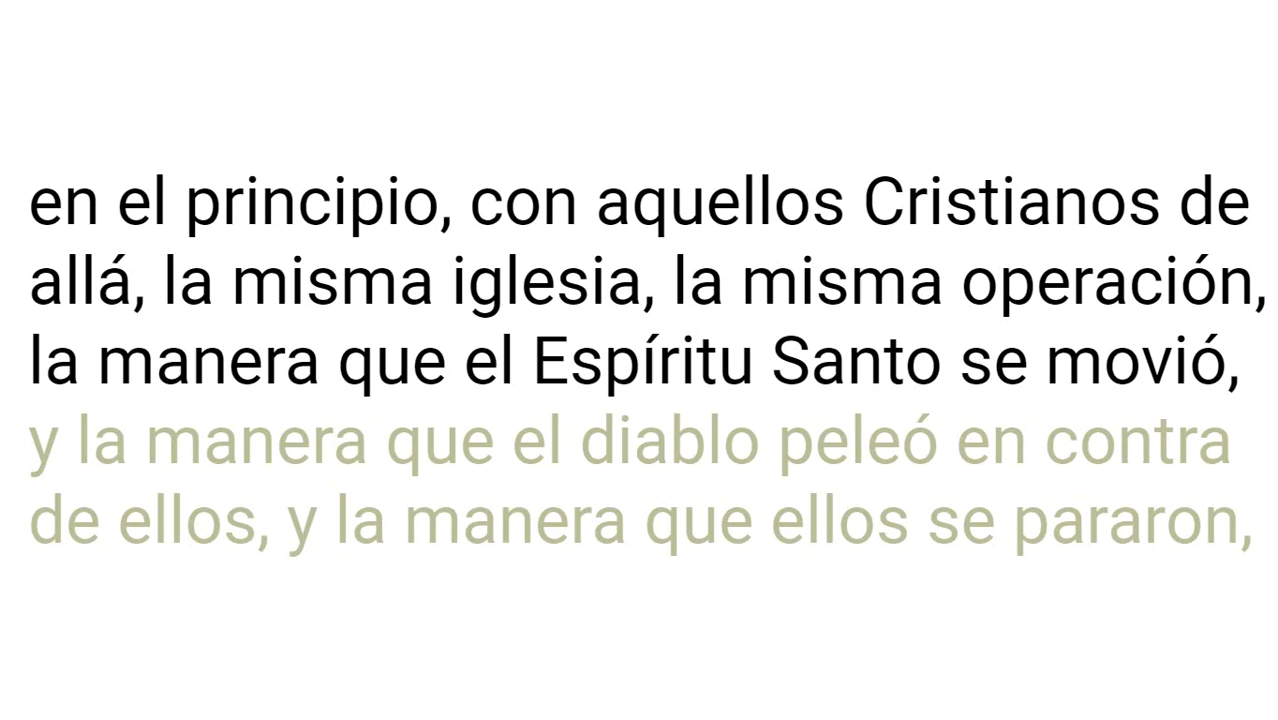 en el principio, con aquellos Cristianos de
allá, la misma iglesia, la misma operación,
la manera que el Espíritu Santo se movió,
y la manera que el diablo peleó en contra
de ellos, y la manera que ellos se pararon,